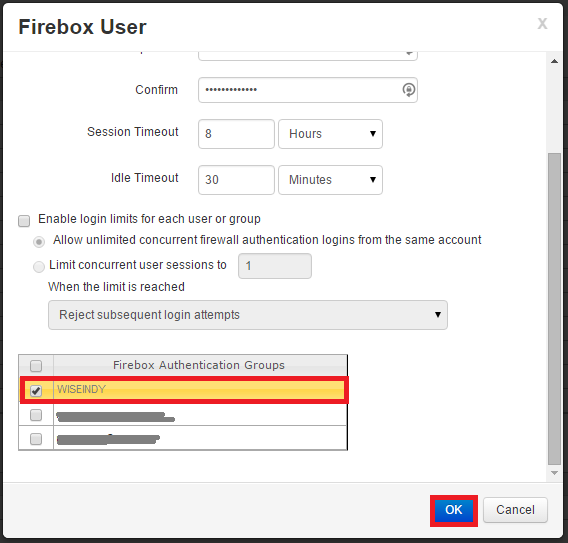 Firebox User
X
Confirm •••••••••••••
Session Timeout 8 Hours
Idle Timeout 30 Minutes
Enable login limits for each user or group
Allow unlimited concurrent firewall authentication logins from the same account
Limit concurrent user sessions to 1
When the limit is reached
Reject subsequent login attempts
Firebox Authentication Groups
WISEINDY
OK Cancel